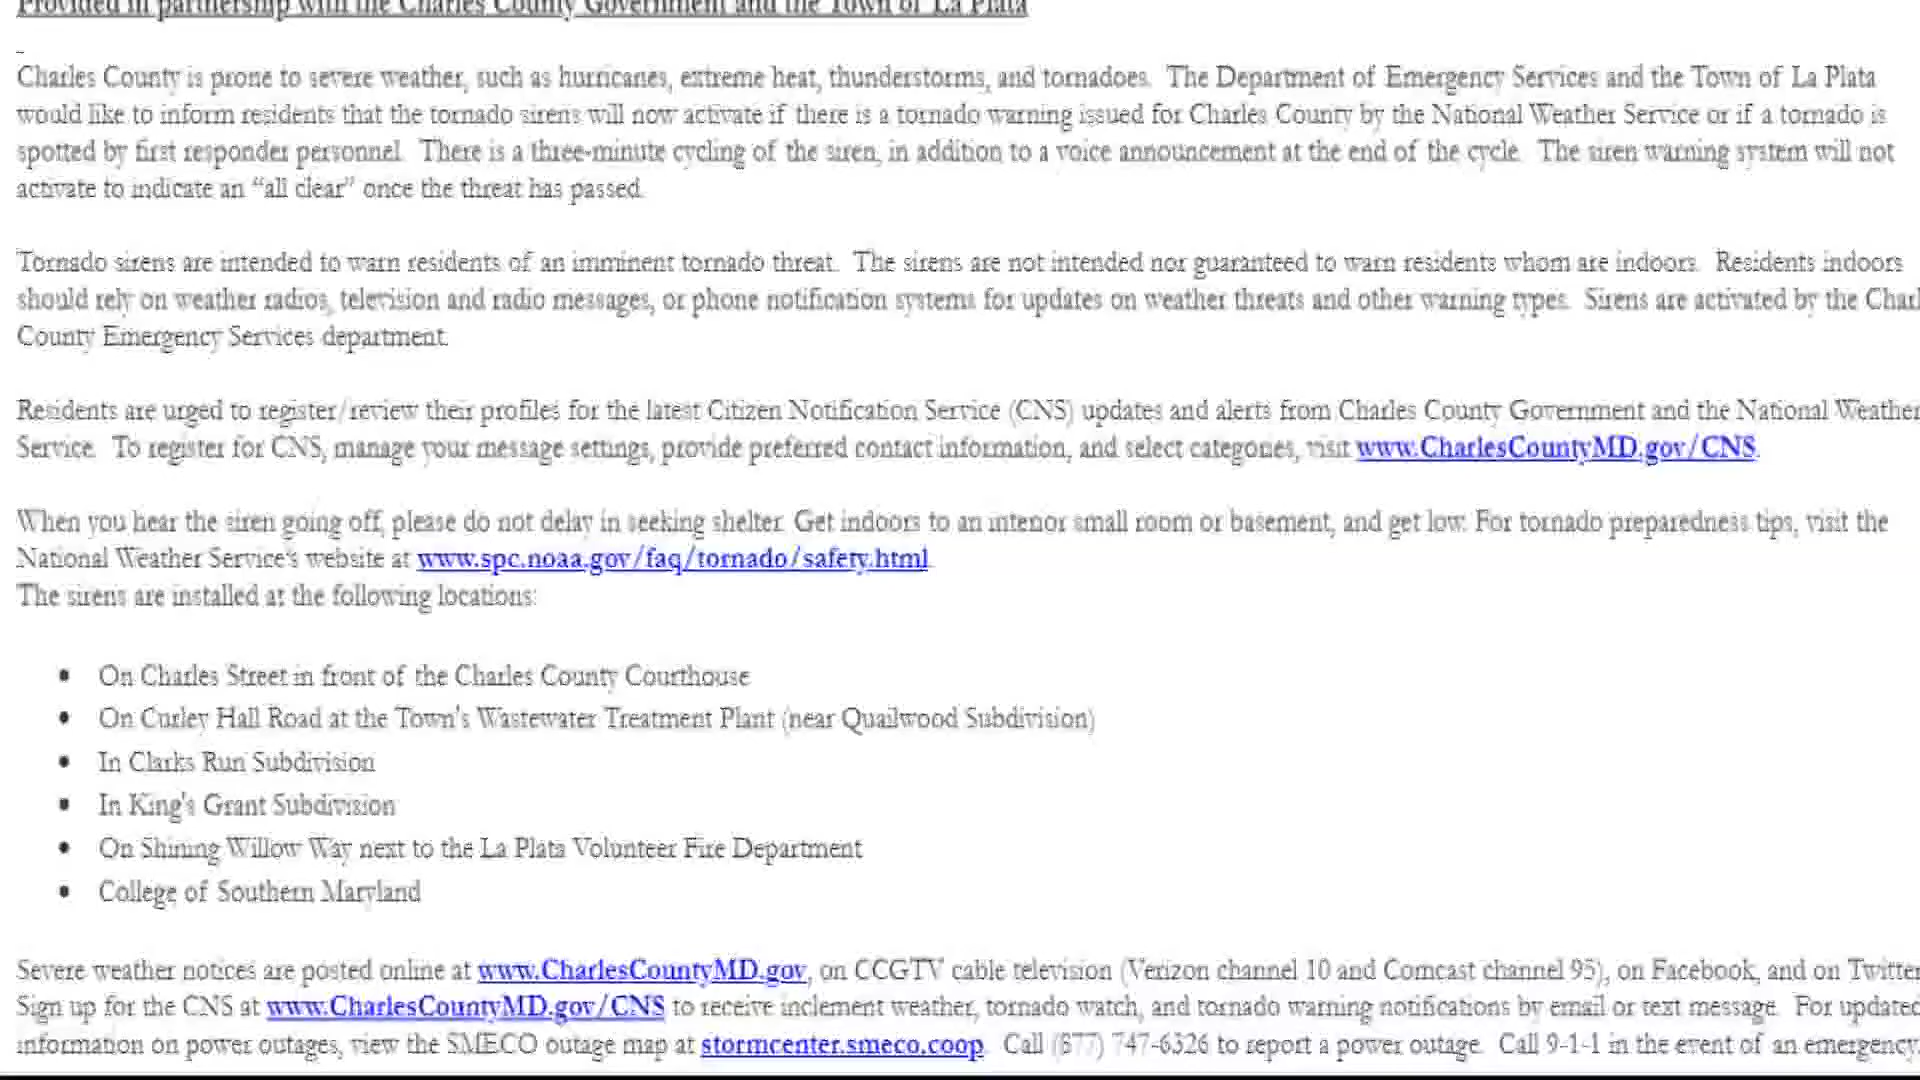 Provided in partnership with the Charles County Government and the Town of La Plata
Charles County is prone to severe weather, such as hurricanes, extreme heat, thunderstorms, and tornadoes. The Department of Emergency Services and the Town of La Plata
would like to inform residents that the tornado sirens will now activate if there is a tornado warning issued for Charles County by the National Weather Service or if a tornado is
spotted by first responder personnel. There is a three-minute cycling of the siren, in addition to a voice announcement at the end of the cycle. The siren warning system will not
activate to indicate an “all clear” once the threat has passed.
Tornado sirens are intended to warn residents of an imminent tornado threat. The sirens are not intended nor guaranteed to warn residents whom are indoors. Residents indoors
should rely on weather radios, television and radio messages, or phone notification systems for updates on weather threats and other warning types. Sirens are activated by the Charl
County Emergency Services department.
Residents are urged to register/review their profiles for the latest Citizen Notification Service (CNS) updates and alerts from Charles County Government and the National Weather
Service. To register for CNS, manage your message settings, provide preferred contact information, and select categories, visit www.CharlesCountyMD.gov/CNS.
When you hear the siren going off, please do not delay in seeking shelter. Get indoors to an interior small room or basement, and get low. For tornado preparedness tips, visit the
National Weather Service's website at www.spc.noaa.gov/faq/tornado/safety.html.
The sirens are installed at the following locations:
• On Charles Street in front of the Charles County Courthouse
• On Curley Hall Road at the Town's Wastewater Treatment Plant (near Quailwood Subdivision)
• In Clarks Run Subdivision
• In King's Grant Subdivision
• On Shining Willow Way next to the La Plata Volunteer Fire Department
• College of Southern Maryland
Severe weather notices are posted online at www.CharlesCountyMD.gov, on CCGTV cable television (Verizon channel 10 and Comcast channel 95), on Facebook, and on Twitter
Sign up for the CNS at www.CharlesCountyMD.gov/CNS to receive inclement weather, tornado watch, and tornado warning notifications by email or text message. For updated
information on power outages, view the SMECO outage map at stormcenter.smeco.coop. Call (877) 747-6326 to report a power outage. Call 9-1-1 in the event of an emergency.